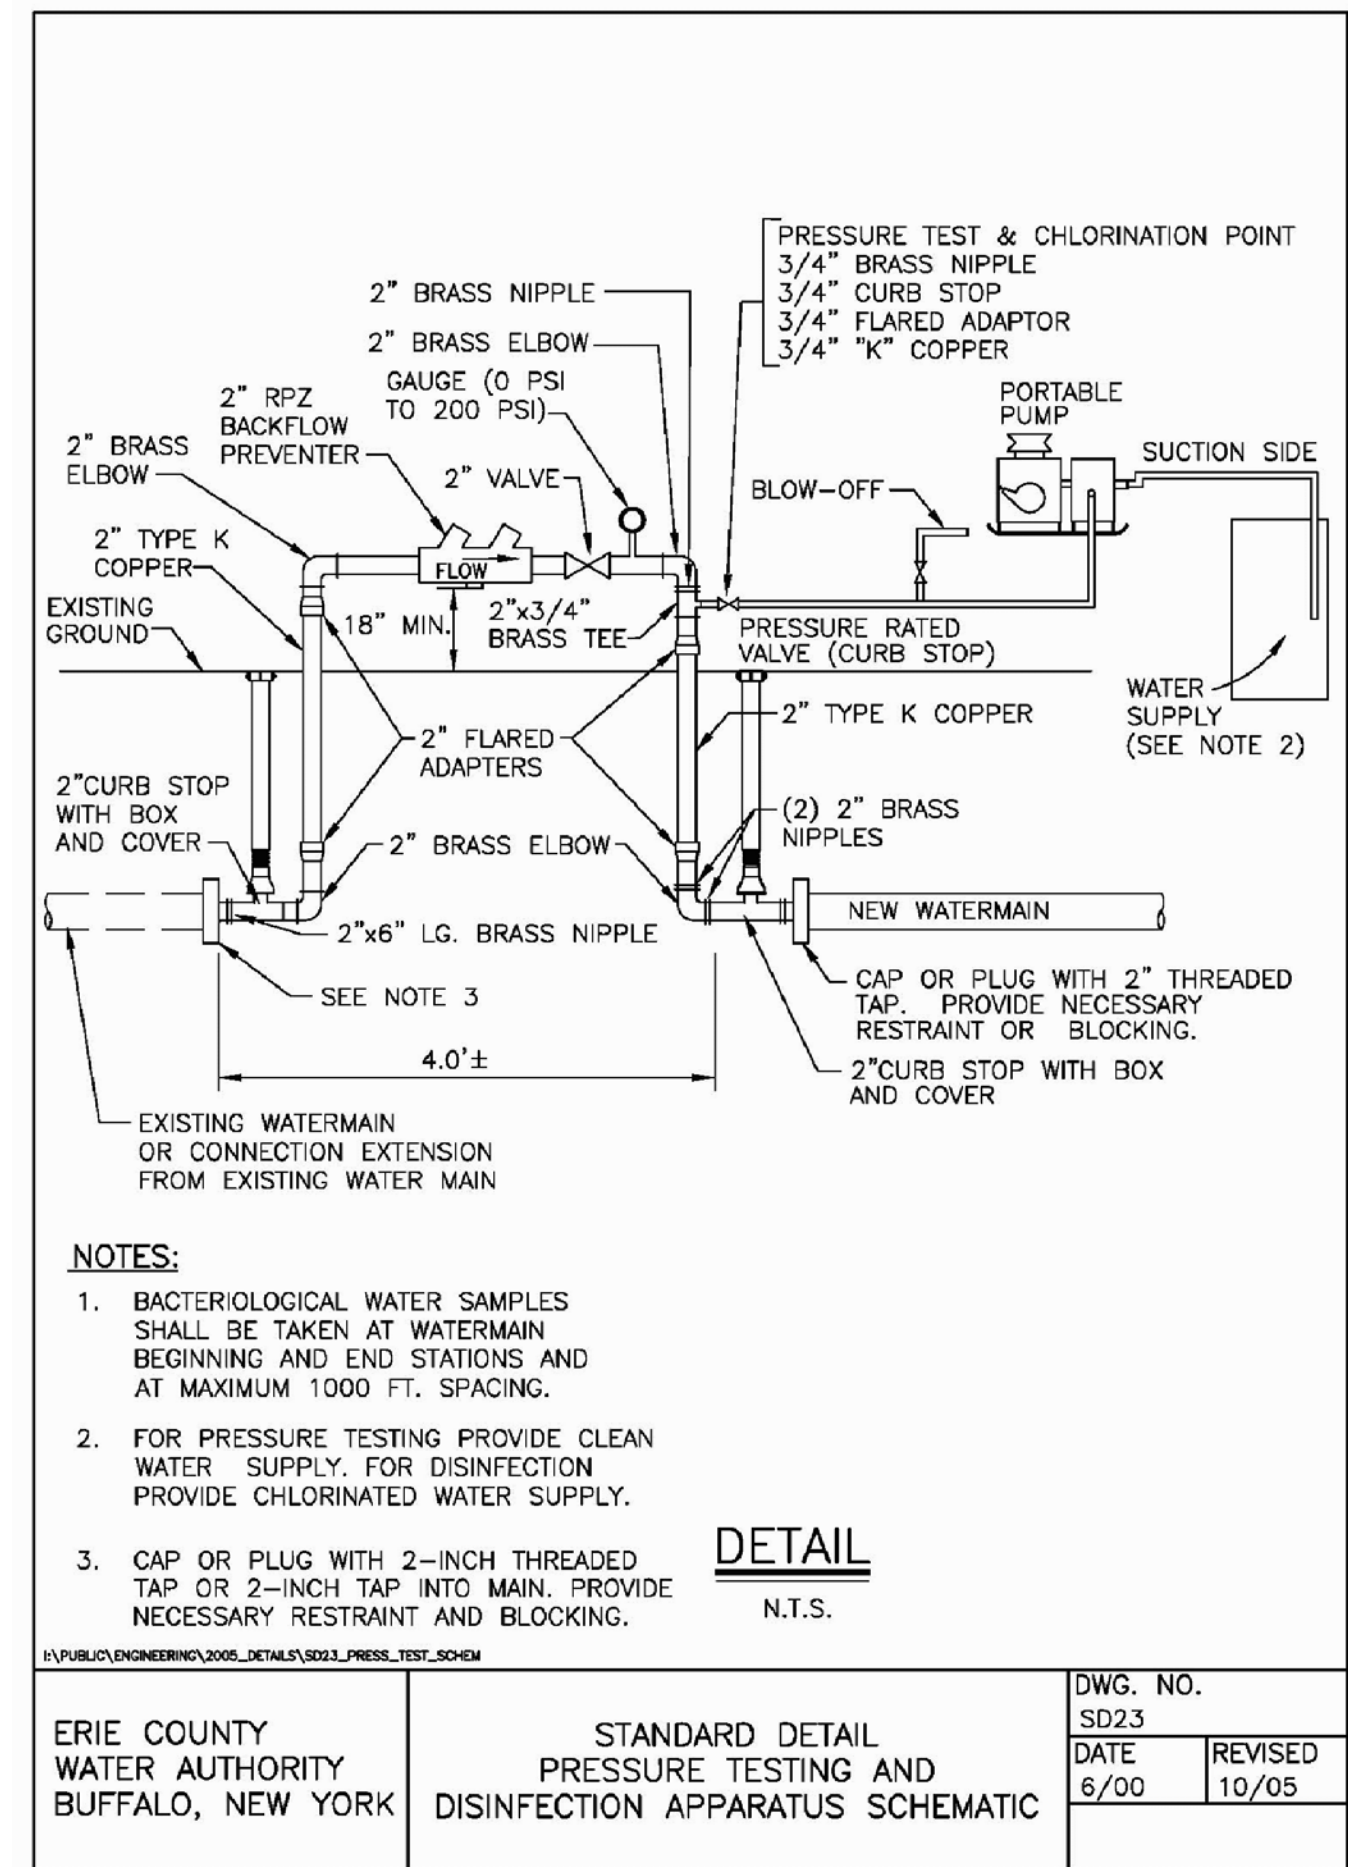 PRESSURE TEST & CHLORINATION POINT
3/4" BRASS NIPPLE
3/4" CURB STOP
3/4" FLARED ADAPTOR
3/4" "K" COPPER
2" BRASS NIPPLE
2" BRASS ELBOW
GAUGE (0 PSI
TO 200 PSI)
2" RPZ
BACKFLOW
PREVENTER
2" BRASS
ELBOW
2" VALVE
PORTABLE
PUMP
SUCTION SIDE
BLOW-OFF
2" TYPE K
COPPER
FLOW
EXISTING
GROUND
18" MIN.
2"x3/4"
BRASS TEE
PRESSURE RATED
VALVE (CURB STOP)
WATER
SUPPLY
(SEE NOTE 2)
2" TYPE K COPPER
2" FLARED
ADAPTERS
2"CURB STOP
WITH BOX
AND COVER
(2) 2" BRASS
NIPPLES
2" BRASS ELBOW
NEW WATERMAIN
2"x6" LG. BRASS NIPPLE
SEE NOTE 3
CAP OR PLUG WITH 2" THREADED
TAP. PROVIDE NECESSARY
RESTRAINT OR BLOCKING.
4.0'±
2"CURB STOP WITH BOX
AND COVER
EXISTING WATERMAIN
OR CONNECTION EXTENSION
FROM EXISTING WATER MAIN
NOTES:
1. BACTERIOLOGICAL WATER SAMPLES
SHALL BE TAKEN AT WATERMAIN
BEGINNING AND END STATIONS AND
AT MAXIMUM 1000 FT. SPACING.
2. FOR PRESSURE TESTING PROVIDE CLEAN
WATER SUPPLY. FOR DISINFECTION
PROVIDE CHLORINATED WATER SUPPLY.
3. CAP OR PLUG WITH 2-INCH THREADED
TAP OR 2-INCH TAP INTO MAIN. PROVIDE
NECESSARY RESTRAINT AND BLOCKING.
DETAIL
N.T.S.
I:\PUBLIC\ENGINEERING\2005_DETAILS\SD23_PRESS_TEST_SCHEM
ERIE COUNTY
WATER AUTHORITY
BUFFALO, NEW YORK
STANDARD DETAIL
PRESSURE TESTING AND
DISINFECTION APPARATUS SCHEMATIC
DWG. NO.
SD23
DATE
6/00
REVISED
10/05